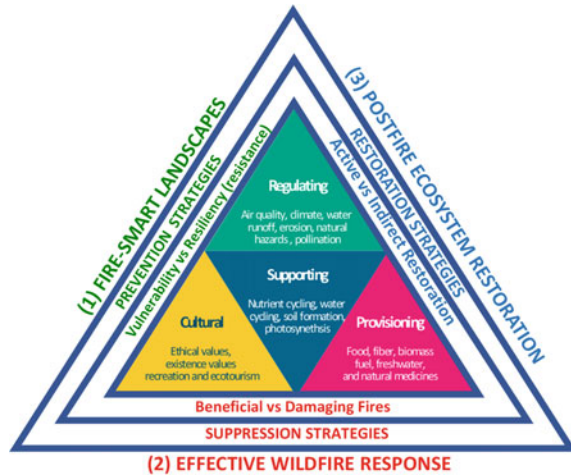 (1) FIRE-SMART LANDSCAPES
PREVENTION STRATEGIES
Vulnerability vs Resiliency (resistance)
(3) POSTFIRE ECOSYSTEM RESTORATION
RESTORATION STRATEGIES
Active vs Indirect Restoration
Regulating
Air quality, climate, water
runoff, erosion, natural
hazards , pollination
Supporting
Nutrient cycling, water
cycling, soil formation,
photosynethsis
Cultural
Ethical values,
existence values
recreation and ecotourism
Provisioning
Food, fiber, biomass
fuel, freshwater,
and natural medicines
Beneficial vs Damaging Fires
SUPPRESSION STRATEGIES
(2) EFFECTIVE WILDFIRE RESPONSE